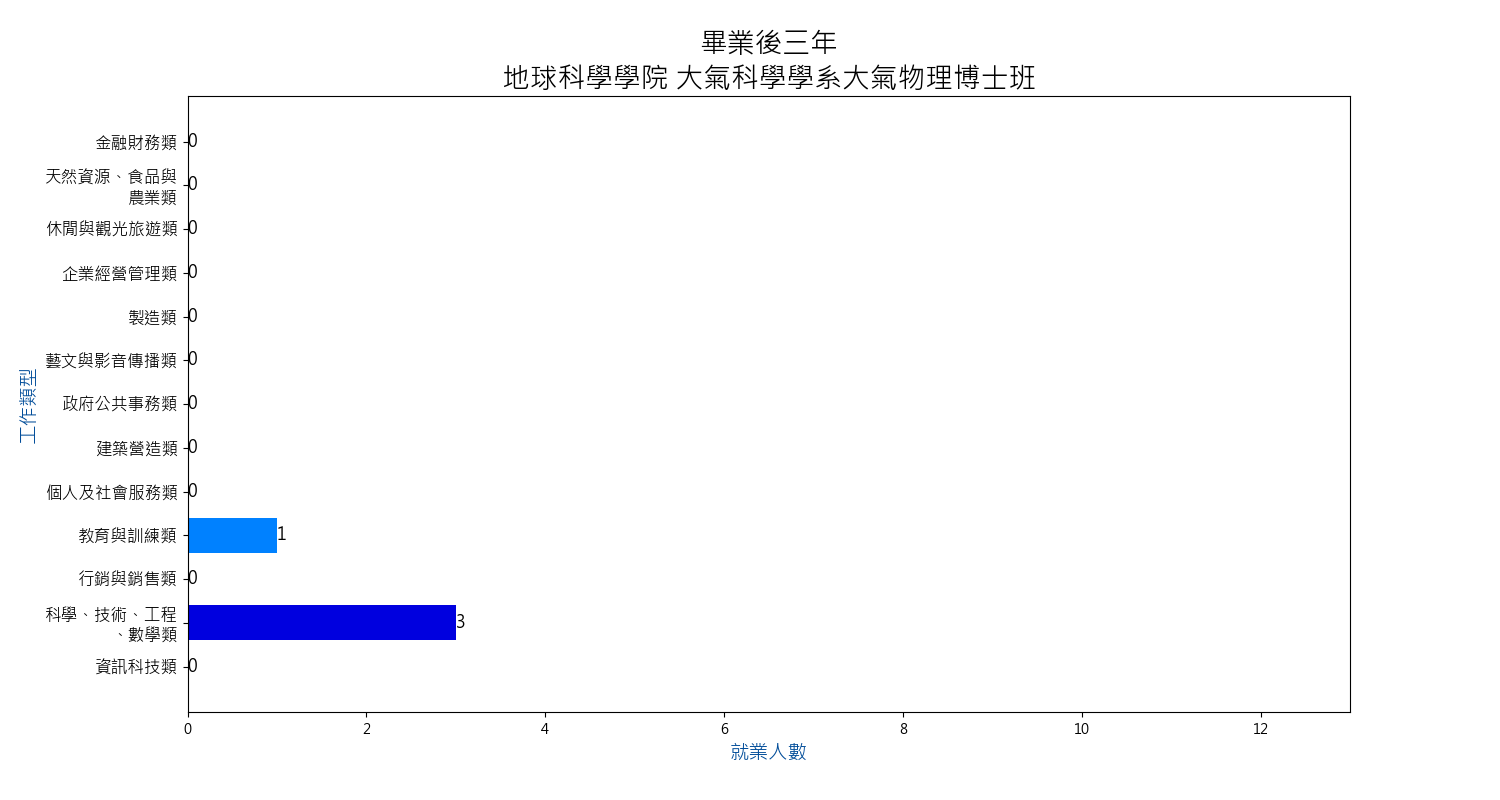 畢業後三年
地球科學學院 大氣科學學系大氣物理博士班
工作類型
金融財務類 0
天然資源、食品與
農業類 0
休閒與觀光旅遊類 0
企業經營管理類 0
製造類 0
藝文與影音傳播類 0
政府公共事務類 0
建築營造類 0
個人及社會服務類 0
教育與訓練類 1
行銷與銷售類 0
科學、技術、工程
、數學類 3
資訊科技類 0
0 2 4 6 8 10 12
就業人數